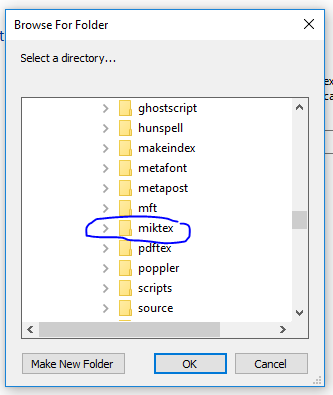 Browse For Folder
Select a directory...
ghostscript
hunspell
makeindex
metafont
metapost
mft
miktex
pdftex
poppler
scripts
source
Make New Folder
OK
Cancel